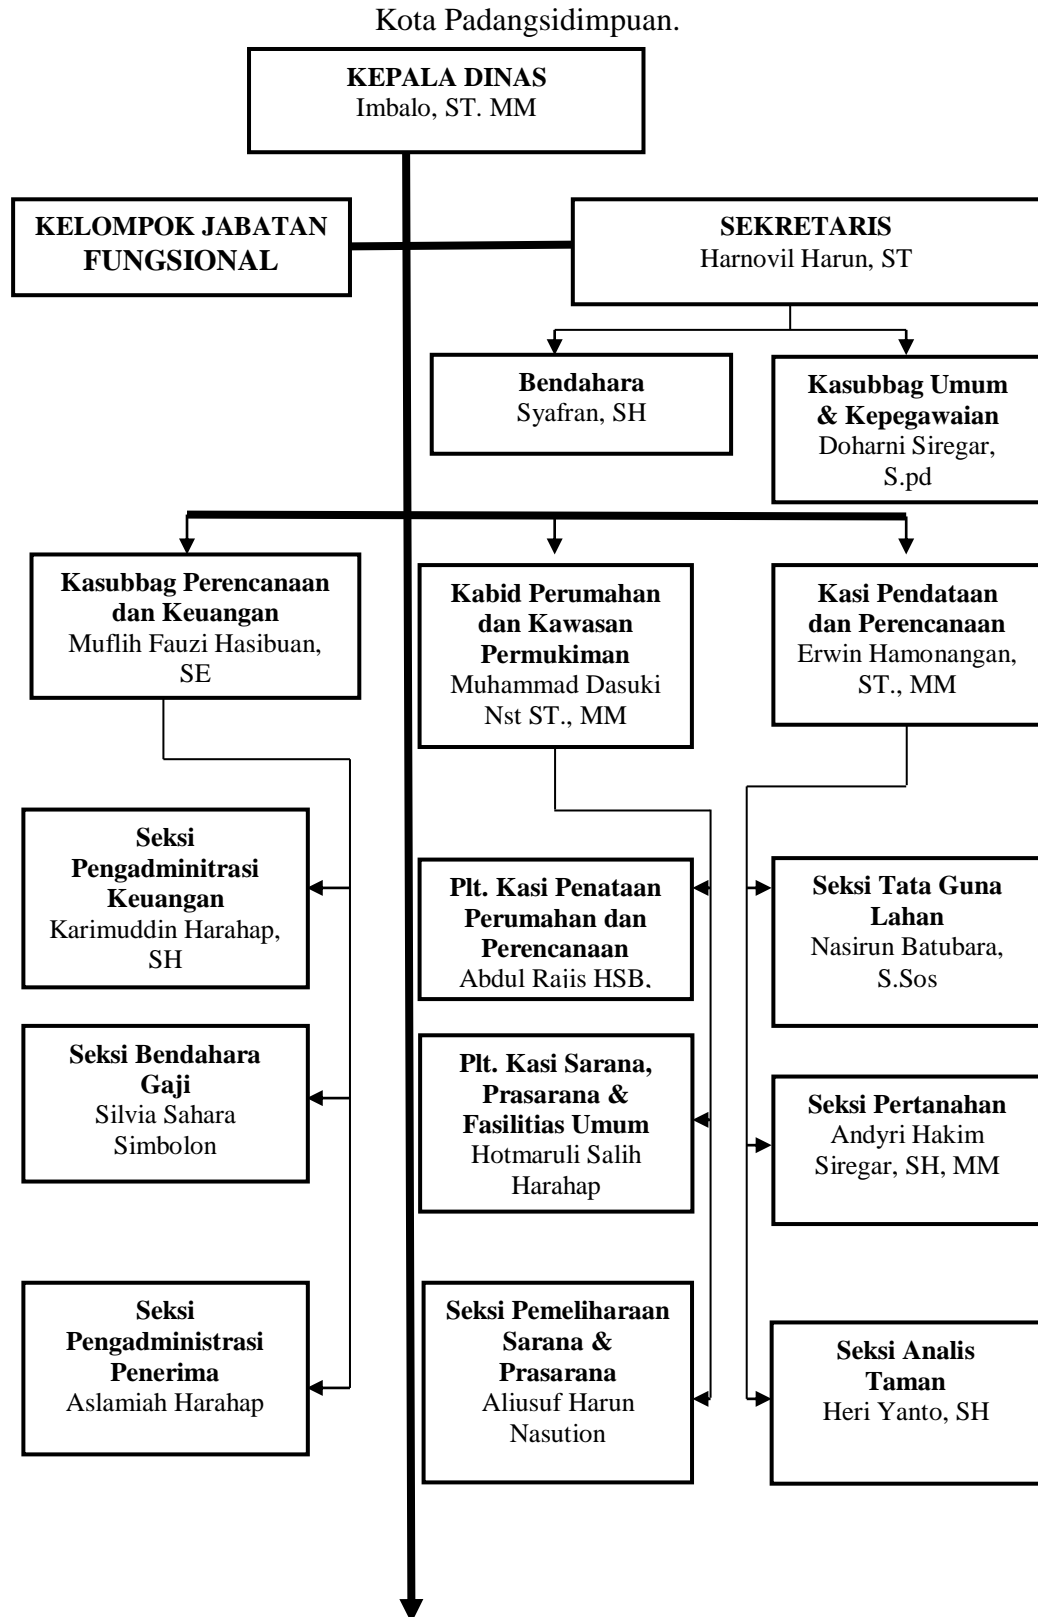 Kota Padangsidimpuan.
KEPALA DINAS
Imbalo, ST. MM
KELOMPOK JABATAN
FUNGSIONAL
SEKRETARIS
Harnovil Harun, ST
Bendahara
Syafran, SH
Kasubbag Umum
& Kepegawaian
Doharni Siregar,
S.pd
Kasubbag Perencanaan
dan Keuangan
Muflih Fauzi Hasibuan,
SE
Kabid Perumahan
dan Kawasan
Permukiman
Muhammad Dasuki
Nst ST., MM
Kasi Pendataan
dan Perencanaan
Erwin Hamonangan,
ST., MM
Seksi
Pengadminitrasi
Keuangan
Karimuddin Harahap,
SH
Plt. Kasi Penataan
Perumahan dan
Perencanaan
Abdul Rajis HSB,
Seksi Tata Guna
Lahan
Nasirun Batubara,
S.Sos
Seksi Bendahara
Gaji
Silvia Sahara
Simbolon
Plt. Kasi Sarana,
Prasarana &
Fasilitias Umum
Hotmaruli Salih
Harahap
Seksi Pertanahan
Andyri Hakim
Siregar, SH, MM
Seksi
Pengadministrasi
Penerima
Aslamiah Harahap
Seksi Pemeliharaan
Sarana &
Prasarana
Aliusuf Harun
Nasution
Seksi Analis
Taman
Heri Yanto, SH